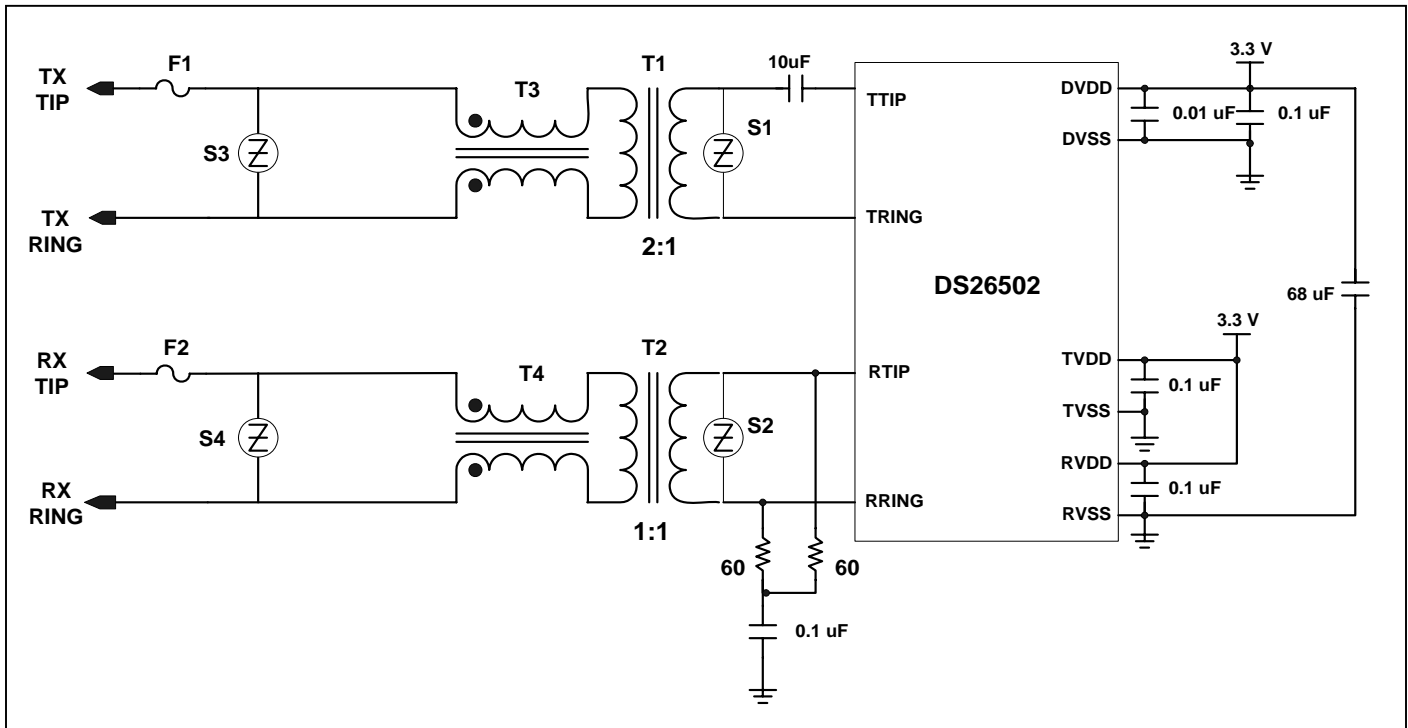 TX
TIP
F1
T3
T1
10uF
S3
S1
TX
RING
2:1
TTIP
TRING
DS26502
DVDD
DVSS
3.3 V
0.01 uF
0.1 uF
68 uF
RX
TIP
F2
T4
T2
S4
S2
RX
RING
1:1
RTIP
RRING
60
60
0.1 uF
3.3 V
TVDD
0.1 uF
TVSS
RVDD
0.1 uF
RVSS